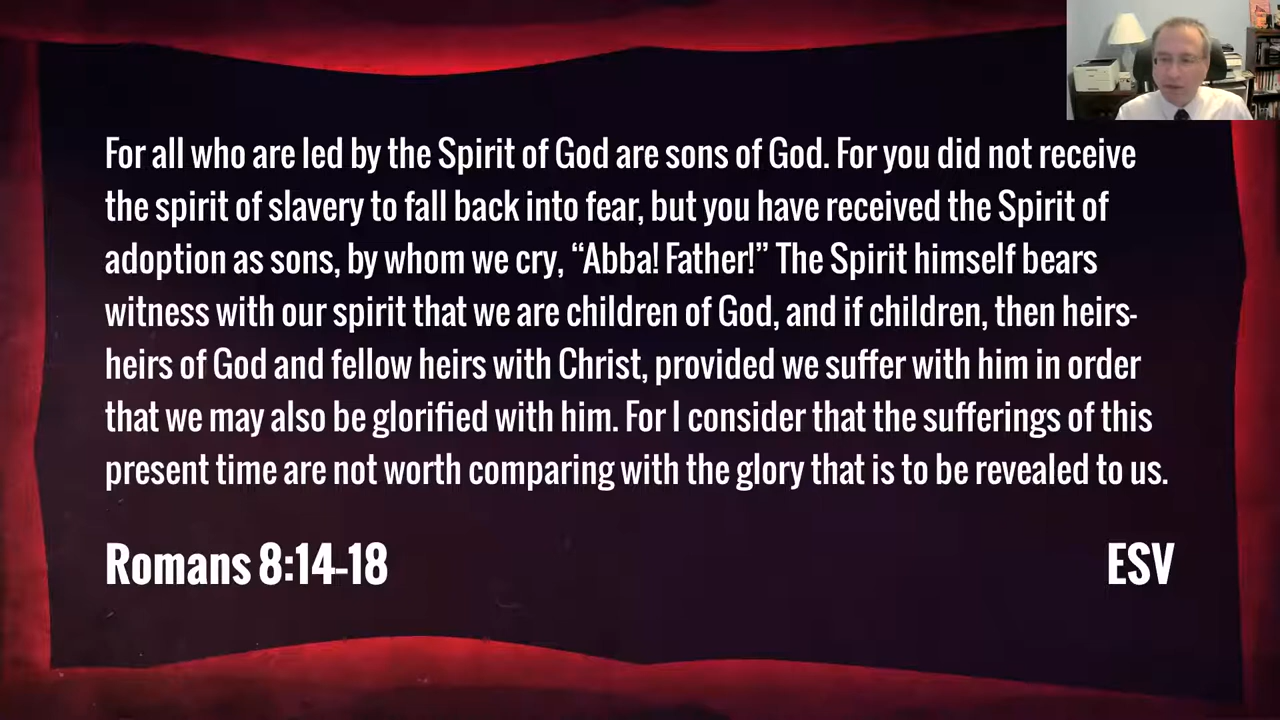 For all who are led by the Spirit of God are sons of God. For you did not receive
the spirit of slavery to fall back into fear, but you have received the Spirit of
adoption as sons, by whom we cry, “Abba! Father!” The Spirit himself bears
witness with our spirit that we are children of God, and if children, then heirs-
heirs of God and fellow heirs with Christ, provided we suffer with him in order
that we may also be glorified with him. For I consider that the sufferings of this
present time are not worth comparing with the glory that is to be revealed to us.
Romans 8:14-18
ESV